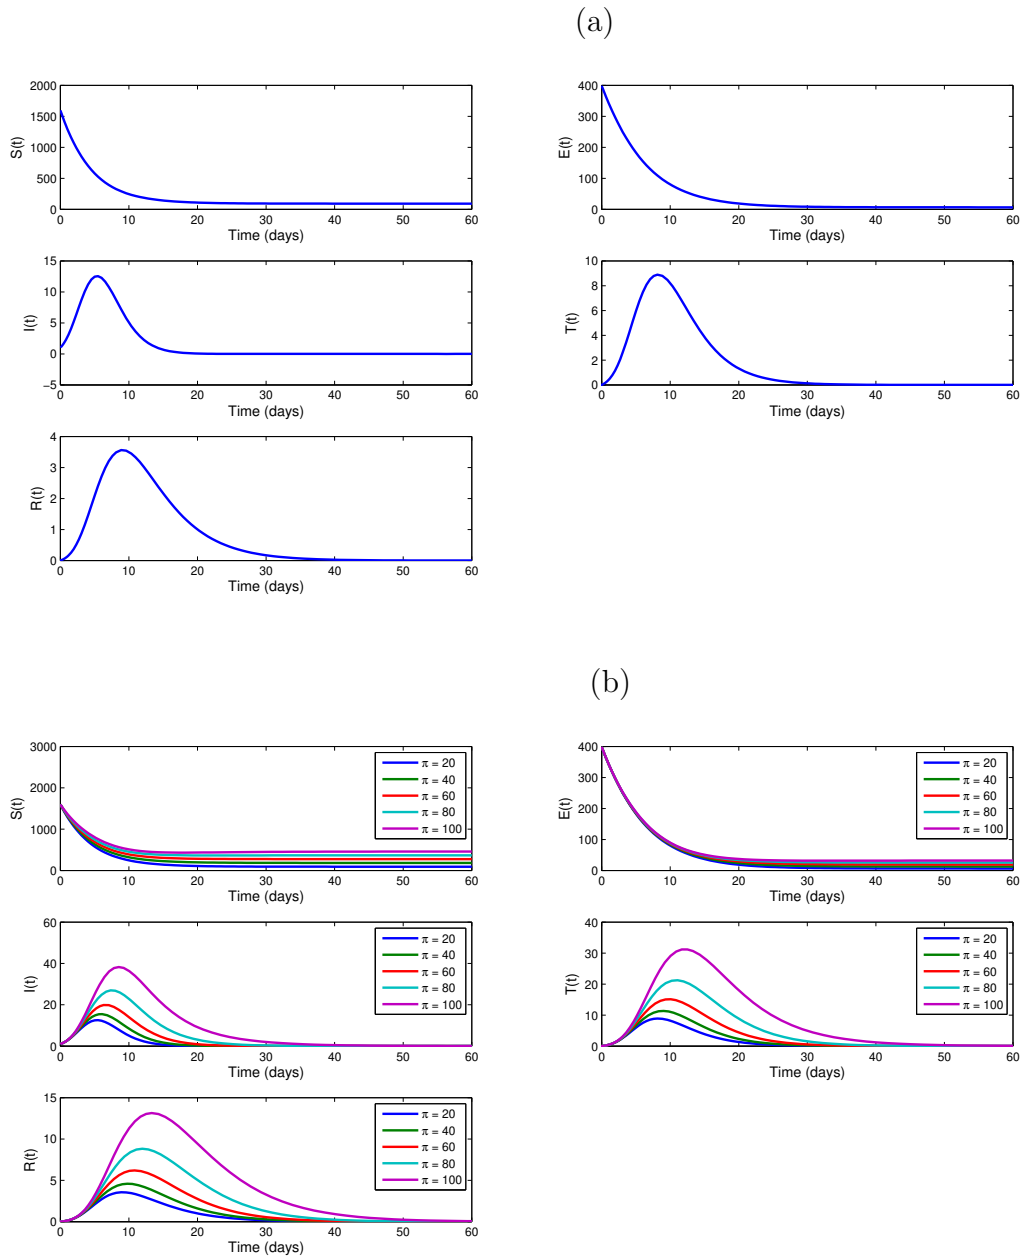 (a)
2000
1500
1000
500
0
S(t)
0 10 20 30 40 50 60
Time (days)
400
300
200
100
0
E(t)
0 10 20 30 40 50 60
Time (days)
15
10
5
0
−5
I(t)
0 10 20 30 40 50 60
Time (days)
10
8
6
4
2
0
T(t)
0 10 20 30 40 50 60
Time (days)
4
3
2
1
0
R(t)
0 10 20 30 40 50 60
Time (days)
(b)
3000
2000
1000
0
S(t)
π = 20
π = 40
π = 60
π = 80
π = 100
0 10 20 30 40 50 60
Time (days)
400
300
200
100
0
E(t)
π = 20
π = 40
π = 60
π = 80
π = 100
0 10 20 30 40 50 60
Time (days)
60
40
20
0
I(t)
π = 20
π = 40
π = 60
π = 80
π = 100
0 10 20 30 40 50 60
Time (days)
40
30
20
10
0
T(t)
π = 20
π = 40
π = 60
π = 80
π = 100
0 10 20 30 40 50 60
Time (days)
15
10
5
0
R(t)
π = 20
π = 40
π = 60
π = 80
π = 100
0 10 20 30 40 50 60
Time (days)